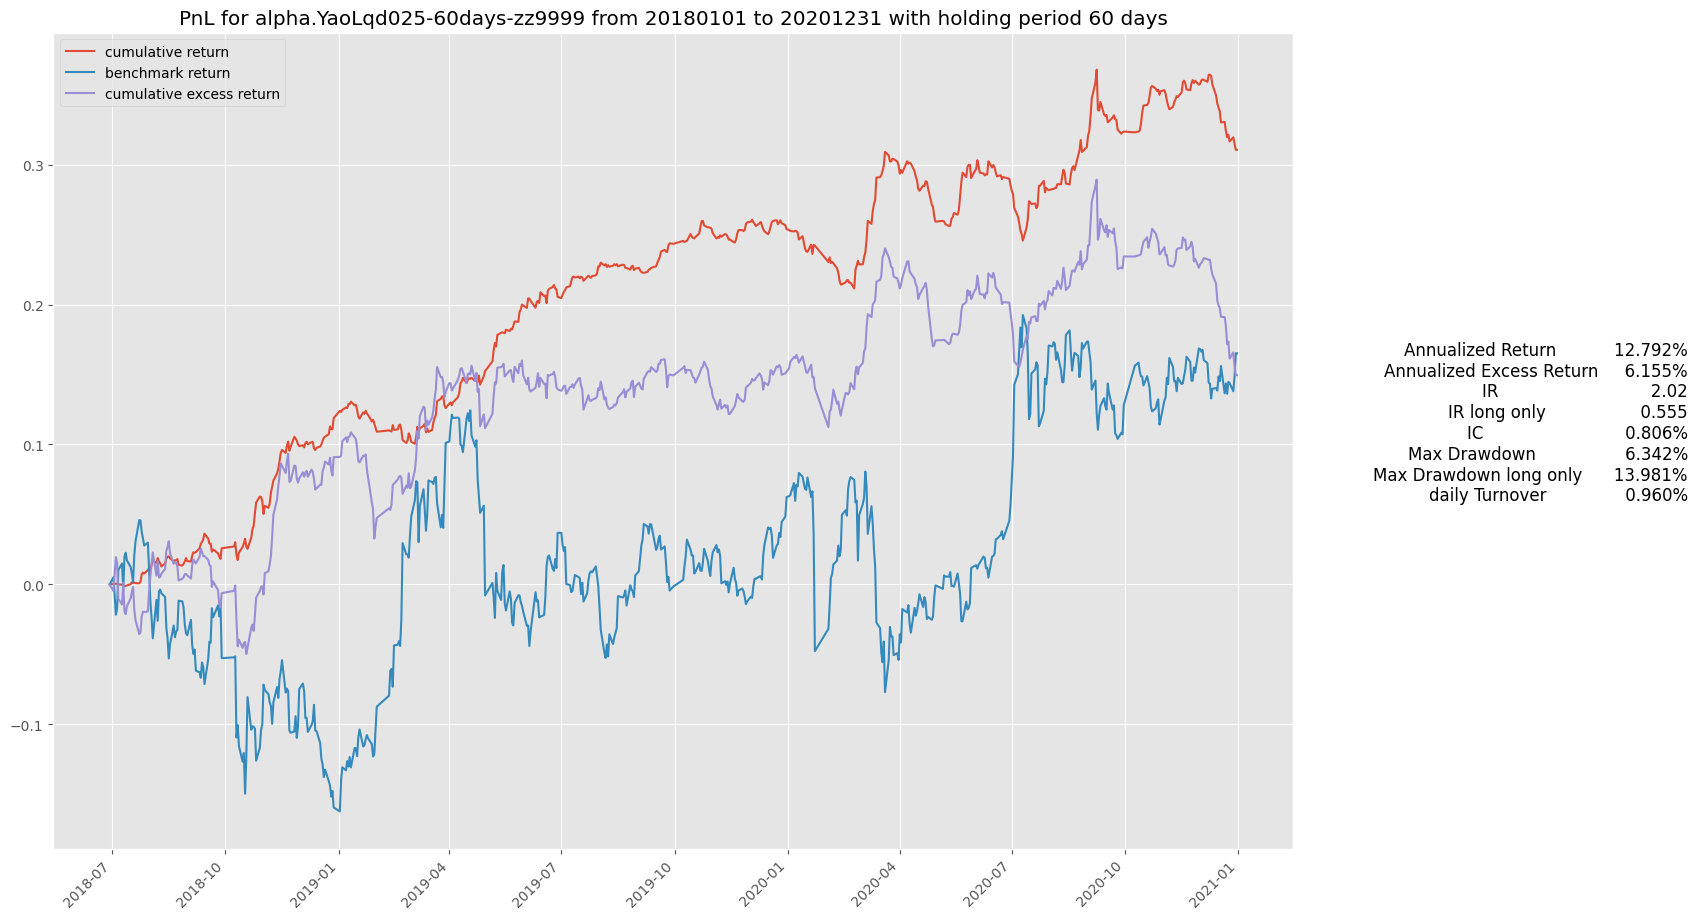 PnL for alpha.YaoLqd025-60days-zz9999 from 20180101 to 20201231 with holding period 60 days
cumulative return
benchmark return
cumulative excess return
0.3
0.2
0.1
0.0
−0.1
2018-07
2018-10
2019-01
2019-04
2019-07
2019-10
2020-01
2020-04
2020-07
2020-10
2021-01
Annualized Return 12.792%
Annualized Excess Return 6.155%
IR 2.02
IR long only 0.555
IC 0.806%
Max Drawdown 6.342%
Max Drawdown long only 13.981%
daily Turnover 0.960%